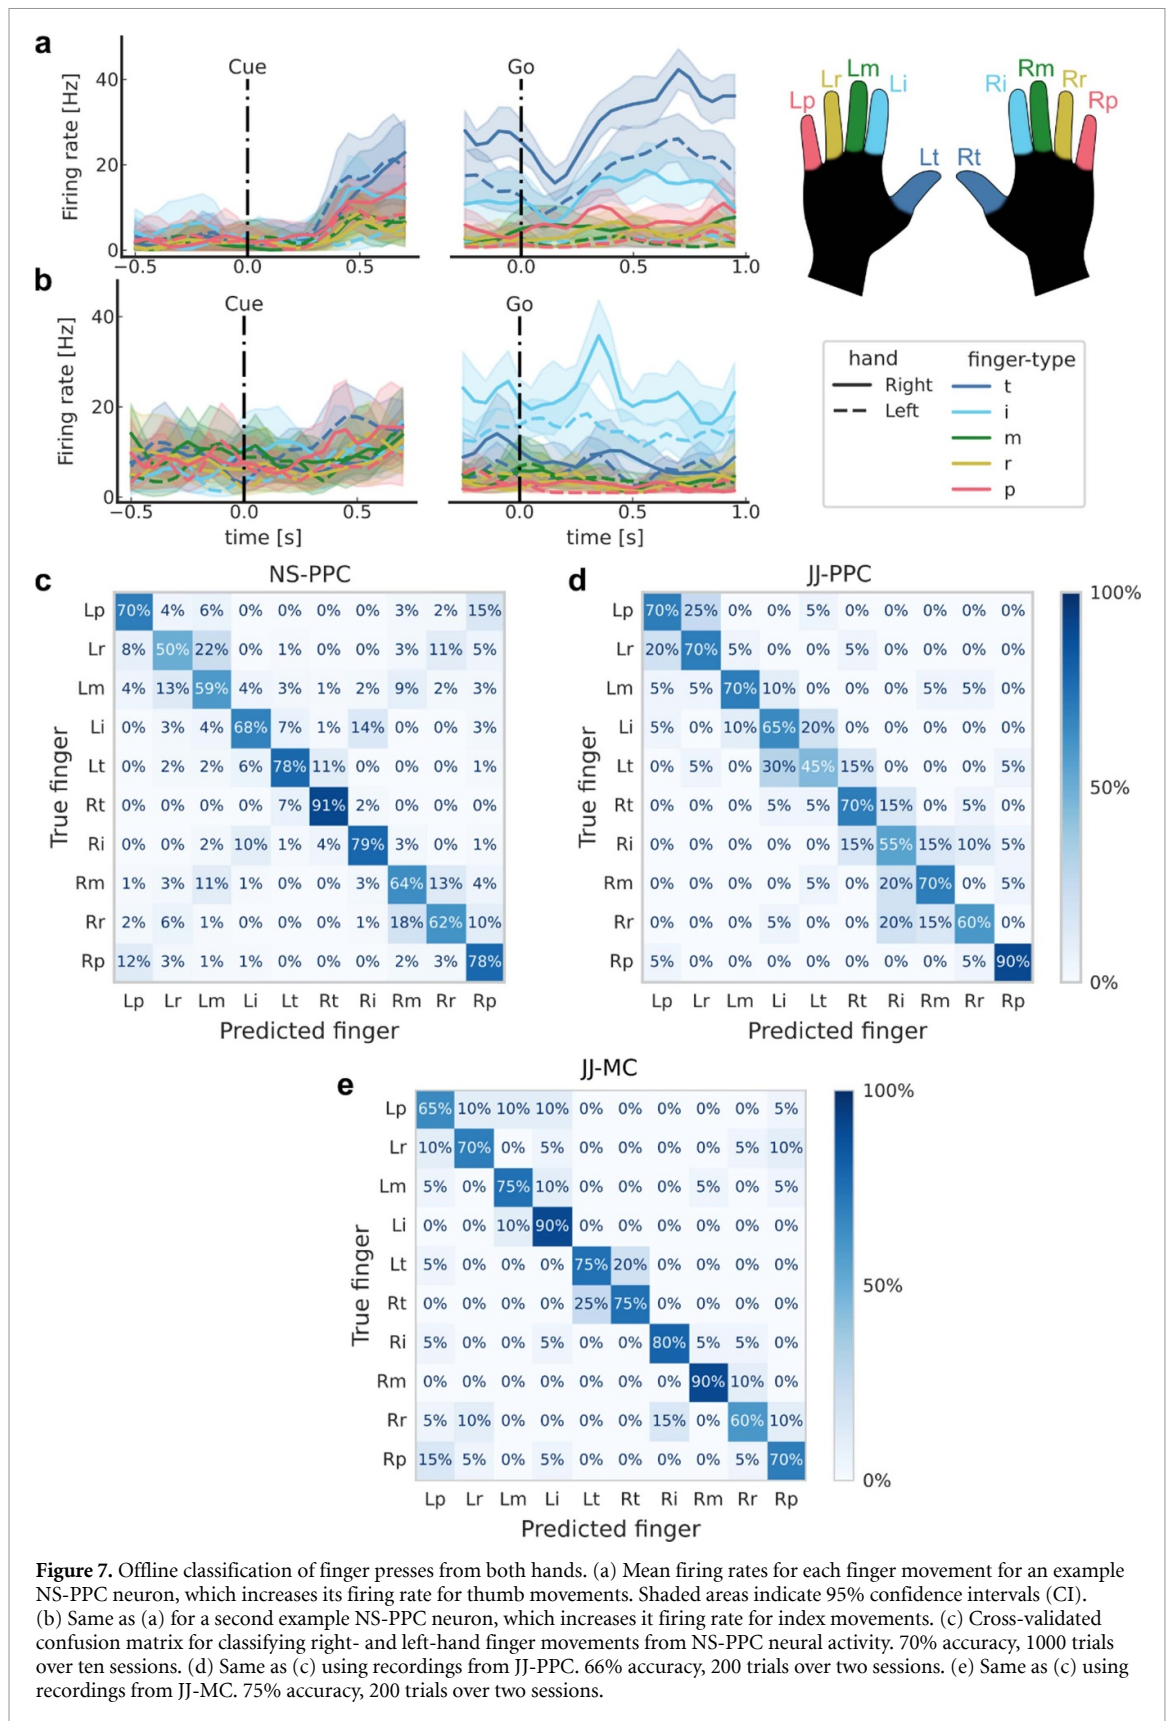 a
Cue
Go
Firing rate [Hz]
40
20
0
−0.5 0.0 0.5
0.0 0.5 1.0
Lp Lr Lm Li Lt Rt Ri Rm Rr Rp
b
Cue
Go
Firing rate [Hz]
40
20
0
−0.5 0.0 0.5
0.0 0.5 1.0
time [s]
time [s]
hand
Right
Left
finger-type
t
i
m
r
p
c
NS-PPC
True finger
Lp 70% 4% 6% 0% 0% 0% 0% 3% 2% 15%
Lr 8% 50% 22% 0% 1% 0% 0% 3% 11% 5%
Lm 4% 13% 59% 4% 3% 1% 2% 9% 2% 3%
Li 0% 3% 4% 68% 7% 1% 14% 0% 0% 3%
Lt 0% 2% 2% 6% 78% 11% 0% 0% 0% 1%
Rt 0% 0% 0% 0% 7% 91% 2% 0% 0% 0%
Ri 0% 0% 2% 10% 1% 4% 79% 3% 0% 1%
Rm 1% 3% 11% 1% 0% 0% 3% 64% 13% 4%
Rr 2% 6% 1% 0% 0% 0% 1% 18% 62% 10%
Rp 12% 3% 1% 1% 0% 0% 0% 2% 3% 78%
Lp Lr Lm Li Lt Rt Ri Rm Rr Rp
Predicted finger
d
JJ-PPC
True finger
Lp 70% 25% 0% 0% 5% 0% 0% 0% 0% 0%
Lr 20% 70% 5% 0% 0% 5% 0% 0% 0% 0%
Lm 5% 5% 70% 10% 0% 0% 0% 5% 5% 0%
Li 5% 0% 10% 65% 20% 0% 0% 0% 0% 0%
Lt 0% 5% 0% 30% 45% 15% 0% 0% 0% 5%
Rt 0% 0% 0% 5% 5% 70% 15% 0% 5% 0%
Ri 0% 0% 0% 0% 0% 15% 55% 15% 10% 5%
Rm 0% 0% 0% 0% 5% 0% 20% 70% 0% 5%
Rr 0% 0% 0% 5% 0% 0% 20% 15% 60% 0%
Rp 5% 0% 0% 0% 0% 0% 0% 0% 5% 90%
Lp Lr Lm Li Lt Rt Ri Rm Rr Rp
Predicted finger
100%
50%
0%
e
JJ-MC
True finger
Lp 65% 10% 10% 10% 0% 0% 0% 0% 0% 5%
Lr 10% 70% 0% 5% 0% 0% 0% 0% 5% 10%
Lm 5% 0% 75% 10% 0% 0% 0% 5% 0% 5%
Li 0% 0% 10% 90% 0% 0% 0% 0% 0% 0%
Lt 5% 0% 0% 0% 75% 20% 0% 0% 0% 0%
Rt 0% 0% 0% 0% 25% 75% 0% 0% 0% 0%
Ri 5% 0% 0% 5% 0% 0% 80% 5% 5% 0%
Rm 0% 0% 0% 0% 0% 0% 0% 90% 10% 0%
Rr 5% 10% 0% 0% 0% 0% 15% 0% 60% 10%
Rp 15% 5% 0% 5% 0% 0% 0% 0% 5% 70%
Lp Lr Lm Li Lt Rt Ri Rm Rr Rp
Predicted finger
100%
50%
0%
Figure 7. Offline classification of finger presses from both hands. (a) Mean firing rates for each finger movement for an example
NS-PPC neuron, which increases its firing rate for thumb movements. Shaded areas indicate 95% confidence intervals (CI).
(b) Same as (a) for a second example NS-PPC neuron, which increases it firing rate for index movements. (c) Cross-validated
confusion matrix for classifying right- and left-hand finger movements from NS-PPC neural activity. 70% accuracy, 1000 trials
over ten sessions. (d) Same as (c) using recordings from JJ-PPC. 66% accuracy, 200 trials over two sessions. (e) Same as (c) using
recordings from JJ-MC. 75% accuracy, 200 trials over two sessions.